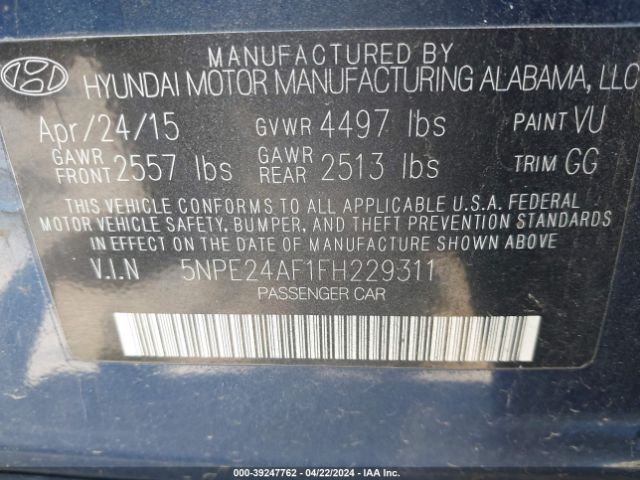 MANUFACTURED BY
HYUNDAI MOTOR MANUFACTURING ALABAMA, LLC
Apr/24/15 GVWR 4497 lbs PAINT VU
GAWR FRONT 2557 lbs GAWR REAR 2513 lbs TRIM GG
THIS VEHICLE CONFORMS TO ALL APPLICABLE U.S.A. FEDERAL
MOTOR VEHICLE SAFETY, BUMPER, AND THEFT PREVENTION STANDARDS
IN EFFECT ON THE DATE OF MANUFACTURE SHOWN ABOVE
V.I.N 5NPE24AF1FH229311
PASSENGER CAR
000-39247762 - 04/22/2024 - IAA, Inc.